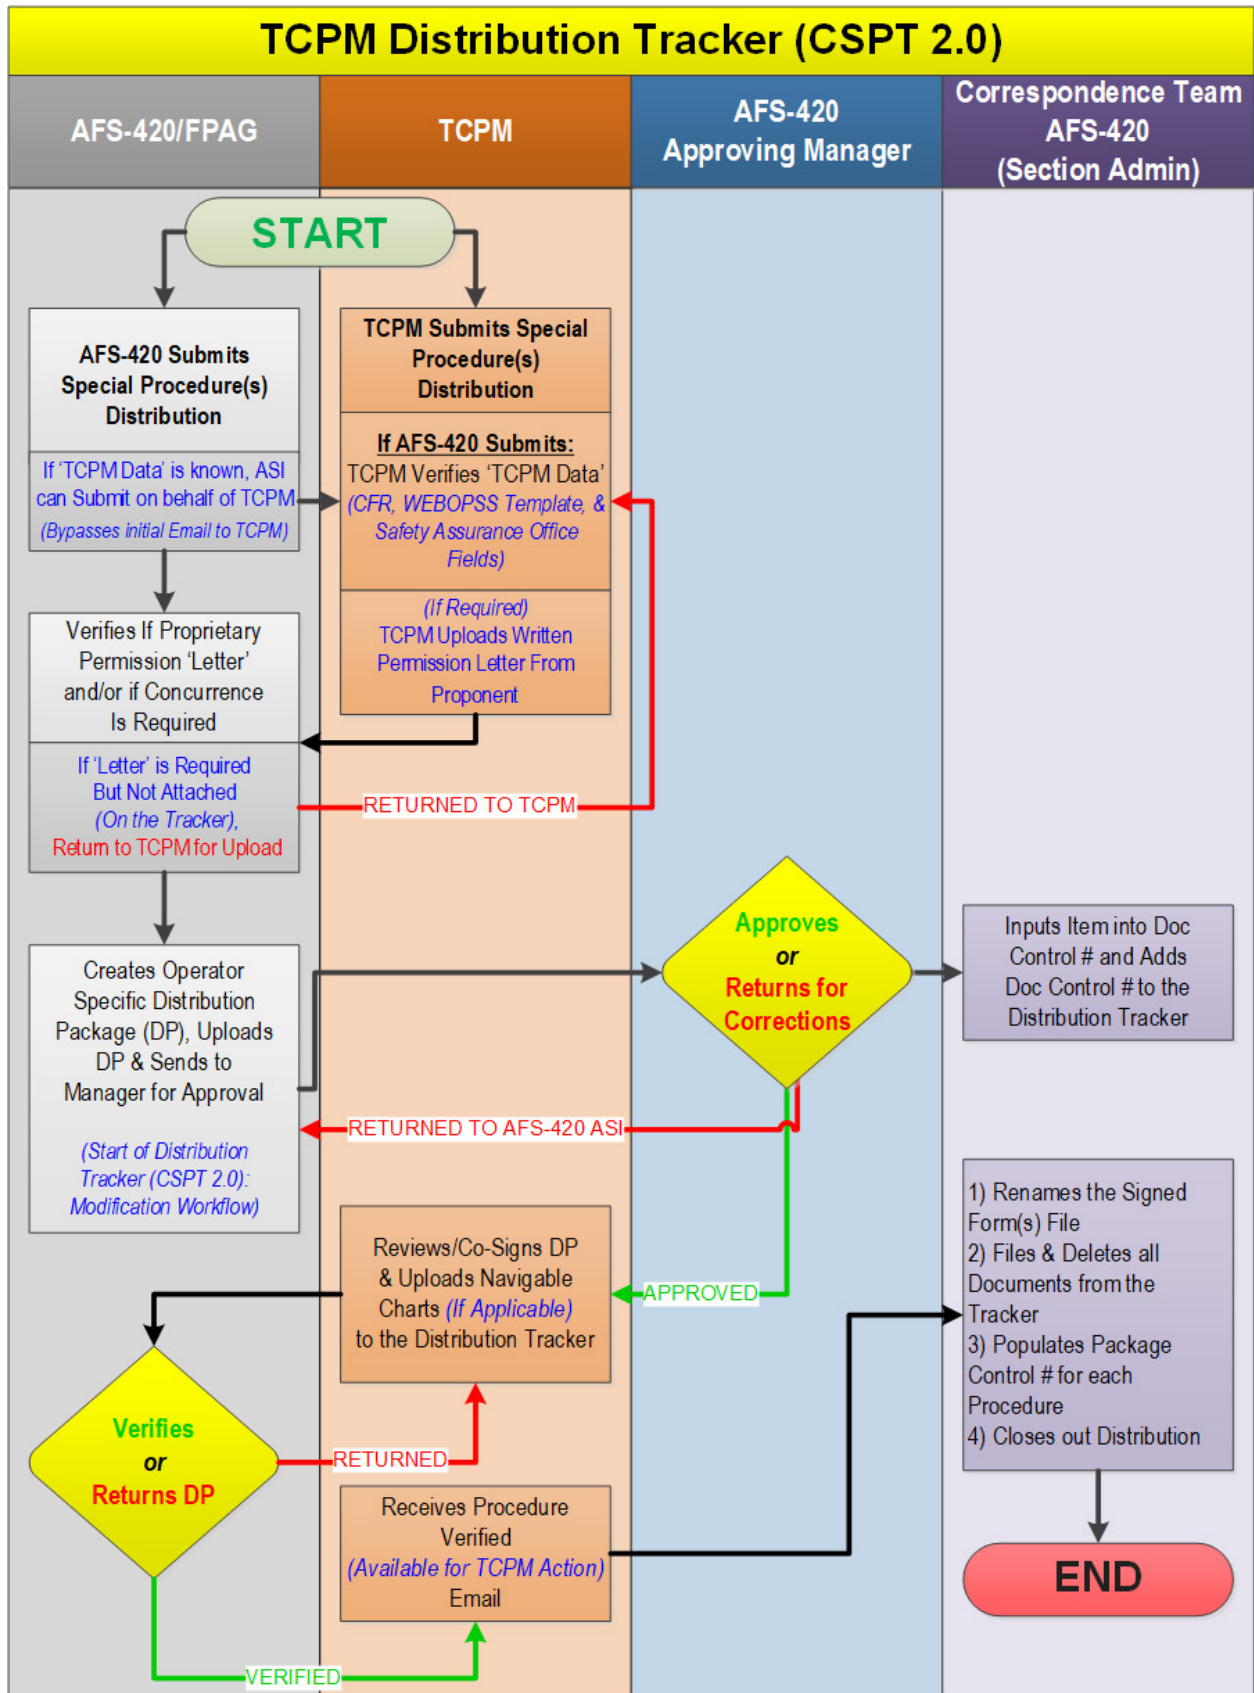 TCPM Distribution Tracker (CSPT 2.0)
AFS-420/FPAG
TCPM
AFS-420
Approving Manager
Correspondence Team
AFS-420
(Section Admin)
START
AFS-420 Submits
Special Procedure(s)
Distribution
If ‘TCPM Data’ is known, ASI
can Submit on behalf of TCPM
(Bypasses initial Email to TCPM)
TCPM Submits Special
Procedure(s)
Distribution
If AFS-420 Submits:
TCPM Verifies ‘TCPM Data’
(CFR, WEBOPSS Template, &
Safety Assurance Office
Fields)
(If Required)
TCPM Uploads Written
Permission Letter From
Proponent
Verifies If Proprietary
Permission ‘Letter’
and/or if Concurrence
Is Required
If ‘Letter’ is Required
But Not Attached
(On the Tracker),
Return to TCPM for Upload
RETURNED TO TCPM
Creates Operator
Specific Distribution
Package (DP), Uploads
DP & Sends to
Manager for Approval
(Start of Distribution
Tracker (CSPT 2.0):
Modification Workflow)
Approves
or
Returns for
Corrections
Inputs Item into Doc
Control # and Adds
Doc Control # to the
Distribution Tracker
RETURNED TO AFS-420 ASI
APPROVED
Reviews/Co-Signs DP
& Uploads Navigable
Charts (If Applicable)
to the Distribution Tracker
Verifies
or
Returns DP
RETURNED
VERIFIED
Receives Procedure
Verified
(Available for TCPM Action)
Email
1) Renames the Signed
Form(s) File
2) Files & Deletes all
Documents from the
Tracker
3) Populates Package
Control # for each
Procedure
4) Closes out Distribution
END